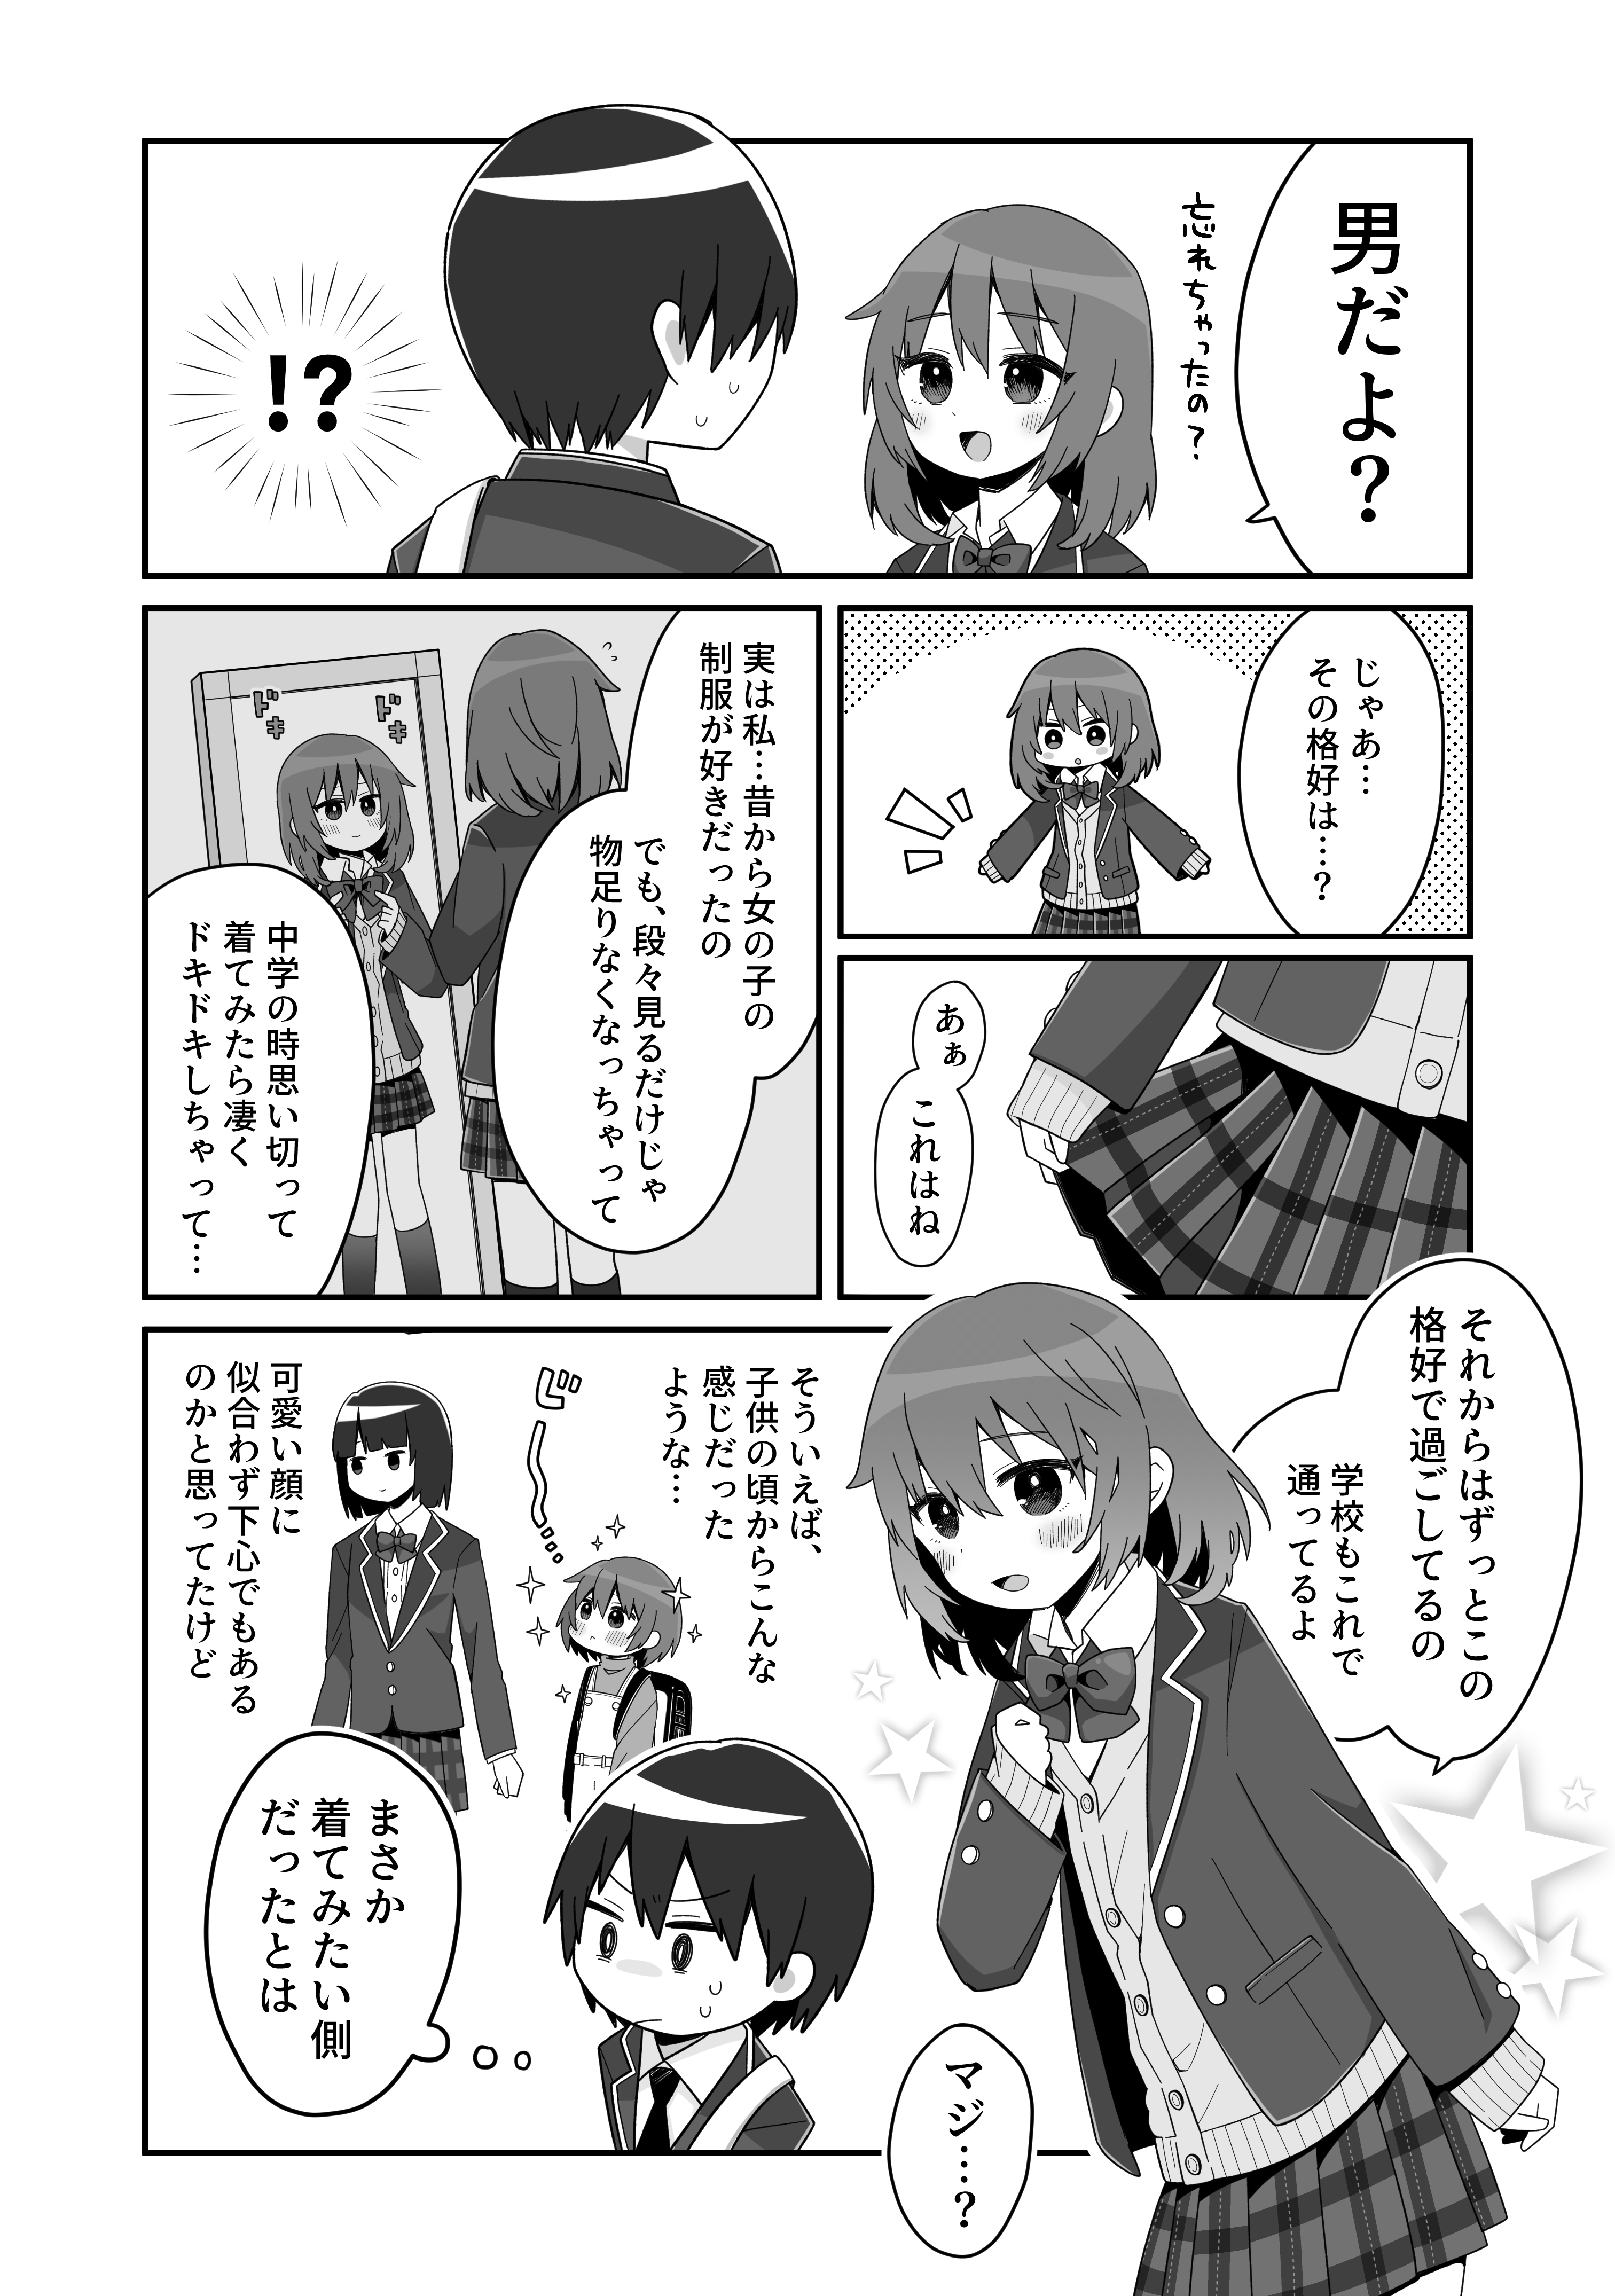 男だよ？
忘れちゃったの？
!?
じゃあ…
その格好は…？
あぁ
これはね
実は私…昔から女の子の
制服が好きだったの
でも、段々見るだけじゃ
物足りなくなっちゃって
ドキ
ドキ
中学の時思い切って
着てみたら凄く
ドキドキしちゃって…
それからはずっとこの
格好で過ごしてるの
学校もこれで
通ってるよ
マジ…？
そういえば、
子供の頃からこんな
感じだった
ような…
ビ
可愛い顔に
似合わず下心でもある
のかと思ってたけど
まさか
着てみたい側
だったとは